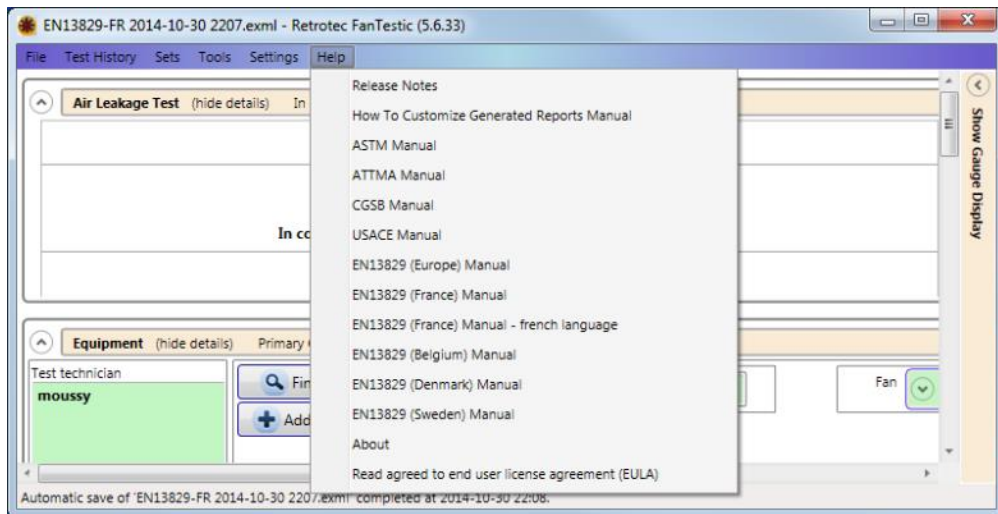 EN13829-FR 2014-10-30 2207.exml - Retrotec FanTestic (5.6.33)
File Test History Sets Tools Settings Help
Release Notes
How To Customize Generated Reports Manual
ASTM Manual
ATTMA Manual
CGSB Manual
USACE Manual
EN13829 (Europe) Manual
EN13829 (France) Manual
EN13829 (France) Manual - french language
EN13829 (Belgium) Manual
EN13829 (Denmark) Manual
EN13829 (Sweden) Manual
About
Read agreed to end user license agreement (EULA)
Air Leakage Test (hide details) In
In
Equipment (hide details) Primary
Test technician
moussy
Add
Fan
Show Gauge Display
Automatic save of 'EN13829-FR 2014-10-30 2207.exml' completed at 2014-10-30 22:08.